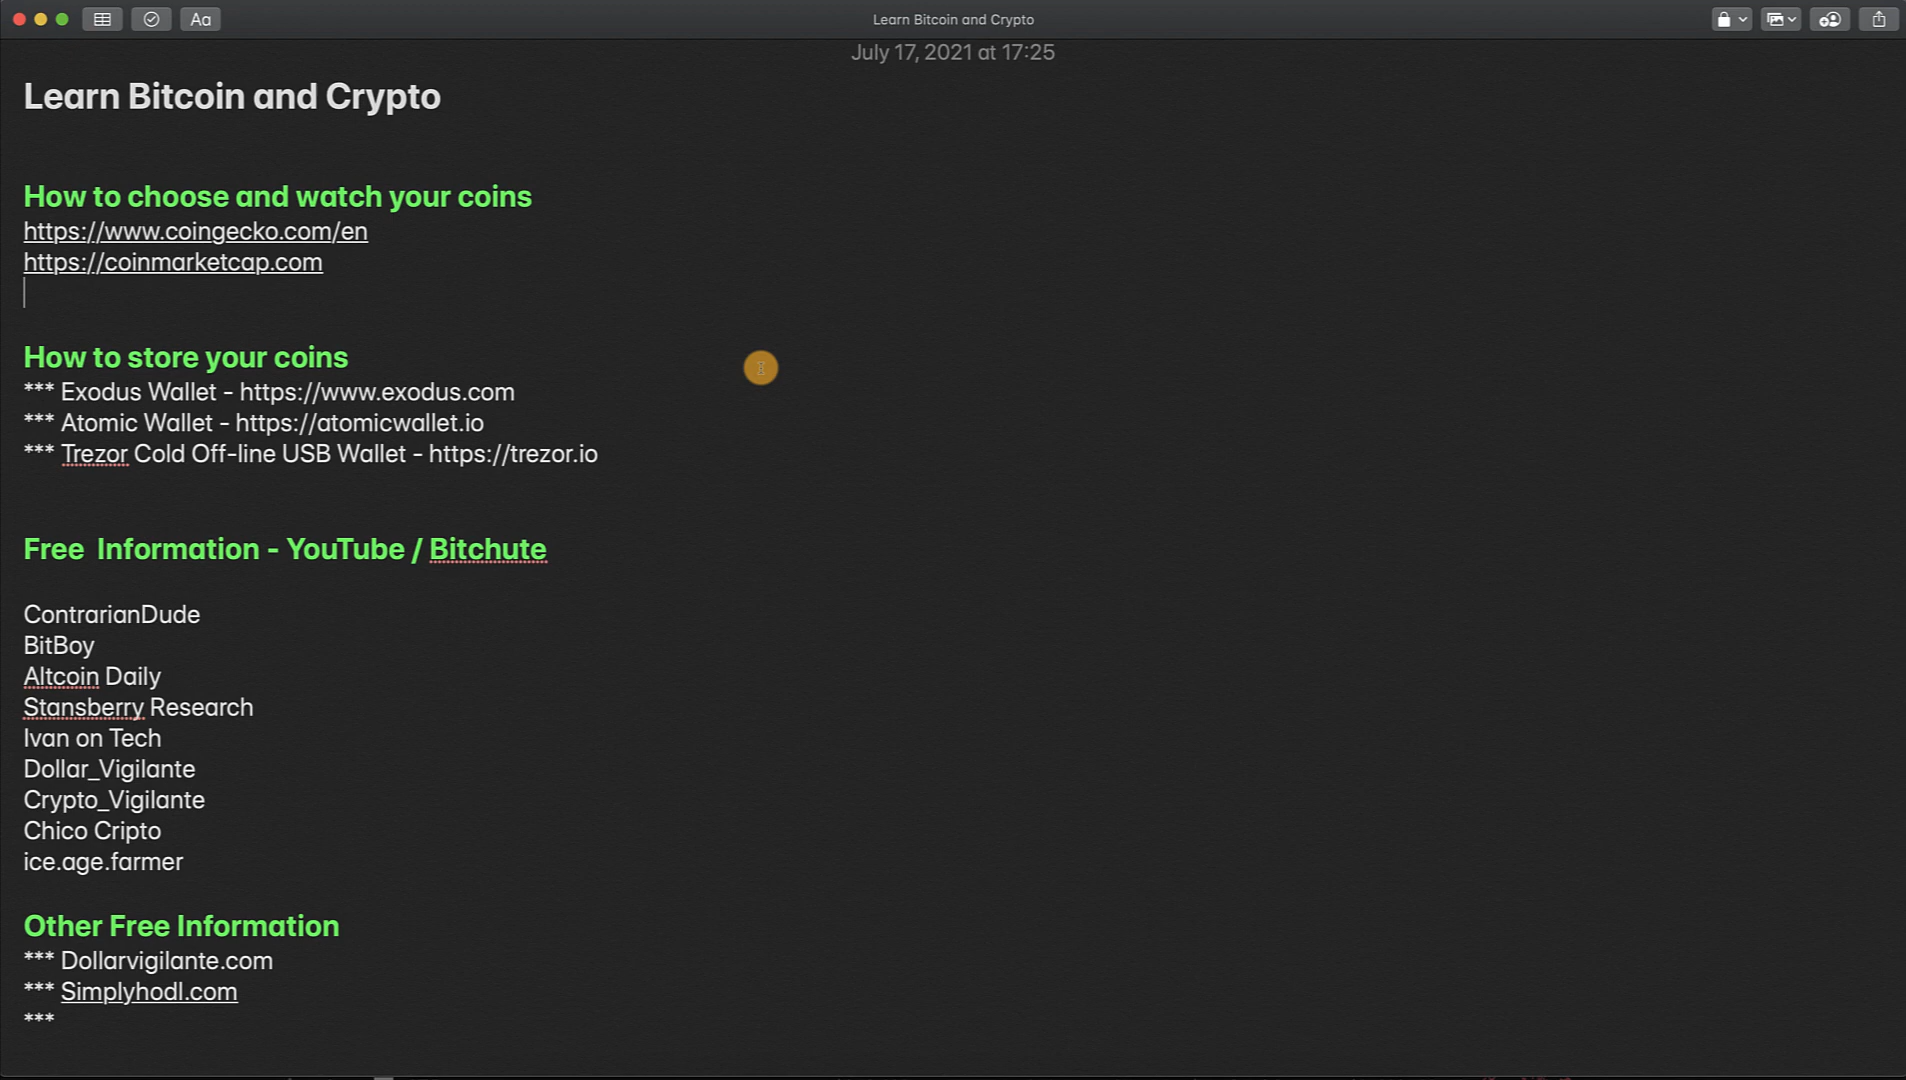 Aa
Learn Bitcoin and Crypto
July 17, 2021 at 17:25
Learn Bitcoin and Crypto
How to choose and watch your coins
https://www.coingecko.com/en
https://coinmarketcap.com
How to store your coins
*** Exodus Wallet - https://www.exodus.com
*** Atomic Wallet - https://atomicwallet.io
*** Trezor Cold Off-line USB Wallet - https://trezor.io
Free  Information - YouTube / Bitchute
ContrarianDude
BitBoy
Altcoin Daily
Stansberry Research
Ivan on Tech
Dollar_Vigilante
Crypto_Vigilante
Chico Cripto
ice.age.farmer
Other Free Information
*** Dollarvigilante.com
*** Simplyhodl.com
***